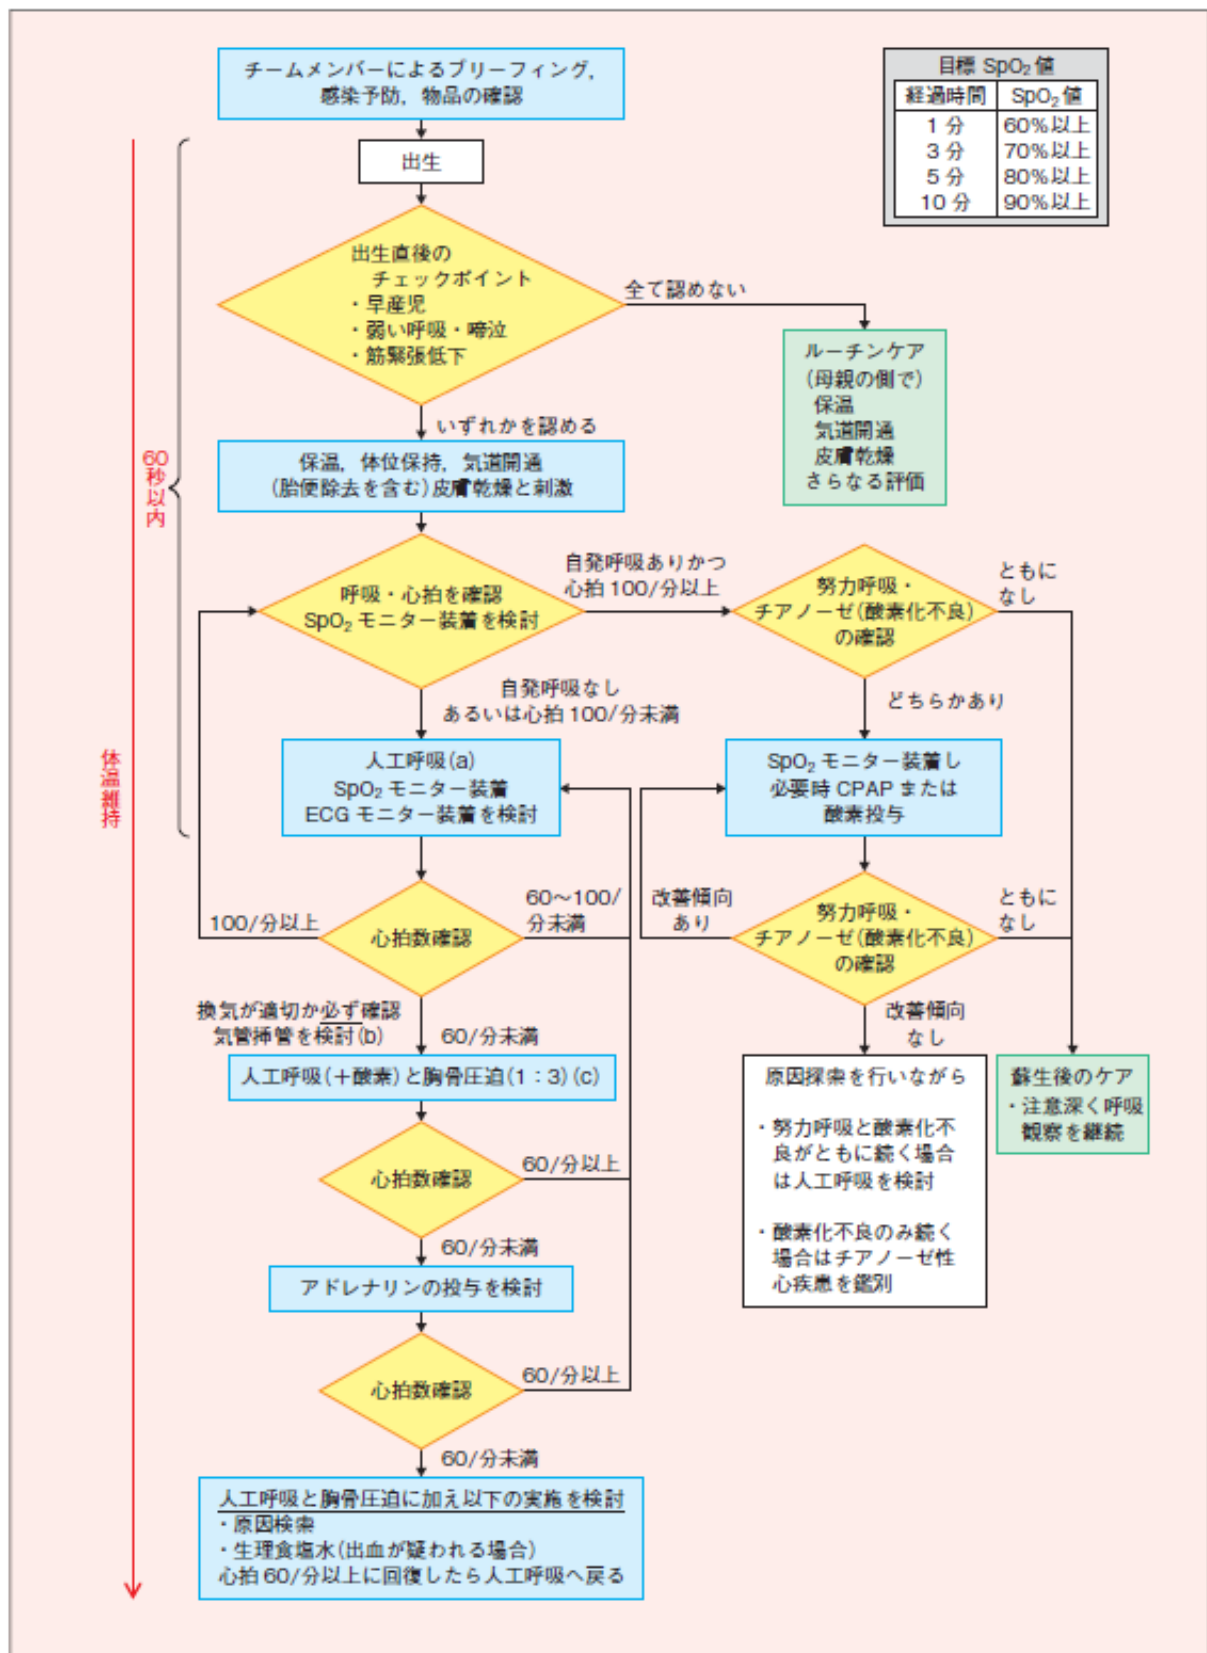 チームメンバーによるブリーフィング，
感染予防，物品の確認
目標 SpO₂ 値
経過時間 SpO₂ 値
1 分 60％以上
3 分 70％以上
5 分 80％以上
10 分 90％以上
出生
出生直後の
チェックポイント
・早産児
・弱い呼吸・啼泣
・筋緊張低下
全て認めない
ルーチンケア
(母親の側で)
保温
気道開通
皮膚乾燥
さらなる評価
いずれかを認める
60秒以内
保温，体位保持，気道開通
(胎便除去を含む)皮膚乾燥と刺激
呼吸・心拍を確認
SpO₂ モニター装着を検討
自発呼吸ありかつ
心拍 100/分以上
努力呼吸・
チアノーゼ(酸素化不良)
の確認
ともに
なし
自発呼吸なし
あるいは心拍 100/分未満
どちらかあり
体温維持
人工呼吸(a)
SpO₂ モニター装着
ECG モニター装着を検討
SpO₂ モニター装着し
必要時 CPAP または
酸素投与
100/分以上
心拍数確認
60〜100/
分未満
改善傾向
あり
努力呼吸・
チアノーゼ(酸素化不良)
の確認
ともに
なし
換気が適切か必ず確認
気管挿管を検討(b)
60/分未満
改善傾向
なし
人工呼吸(＋酸素)と胸骨圧迫(1：3)(c)
原因探索を行いながら
・努力呼吸と酸素化不
良がともに続く場合
は人工呼吸を検討
・酸素化不良のみ続く
場合はチアノーゼ性
心疾患を鑑別
蘇生後のケア
・注意深く呼吸
観察を継続
心拍数確認
60/分以上
60/分未満
アドレナリンの投与を検討
心拍数確認
60/分以上
60/分未満
人工呼吸と胸骨圧迫に加え以下の実施を検討
・原因検索
・生理食塩水(出血が疑われる場合)
心拍 60/分以上に回復したら人工呼吸へ戻る